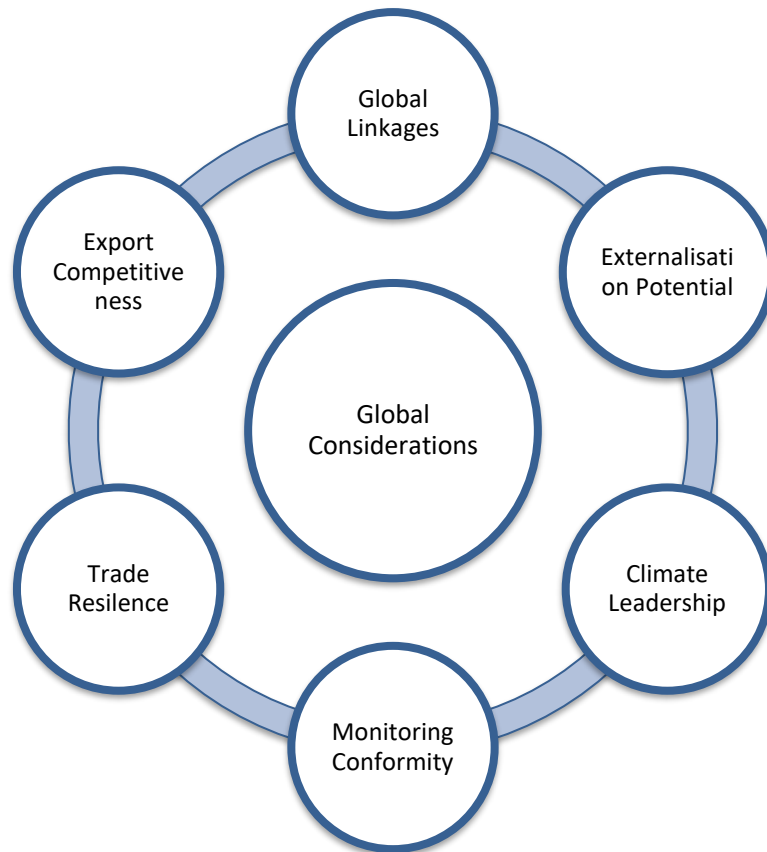 Global
Linkages
Externalisati
on Potential
Climate
Leadership
Monitoring
Conformity
Trade
Resilence
Export
Competitive
ness
Global
Considerations